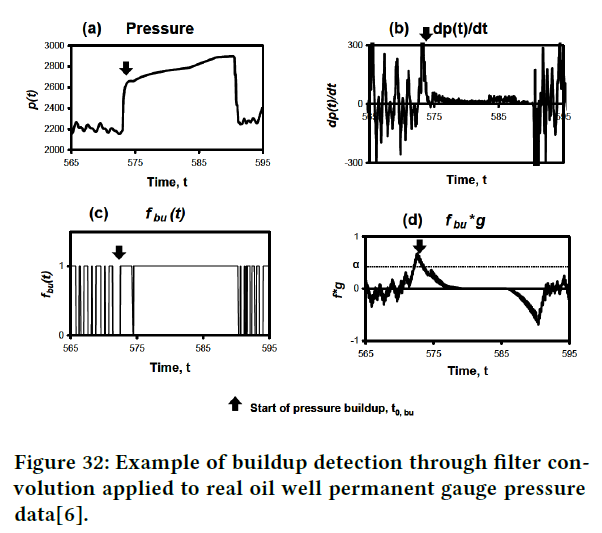 (a) Pressure
3000
2800
2600
2400
2200
2000
p(t)
565 575 585 595
Time, t
(b) dp(t)/dt
300
0
-300
dp(t)/dt
565 575 585 595
Time, t
(c) f bu (t)
1
0
fbu(t)
565 575 585 595
Time, t
(d) f bu *g
1
α
0
-1
f*g
565 575 585 595
Time, t
Start of pressure buildup, t0, bu
Figure 32: Example of buildup detection through filter con-
volution applied to real oil well permanent gauge pressure
data[6].